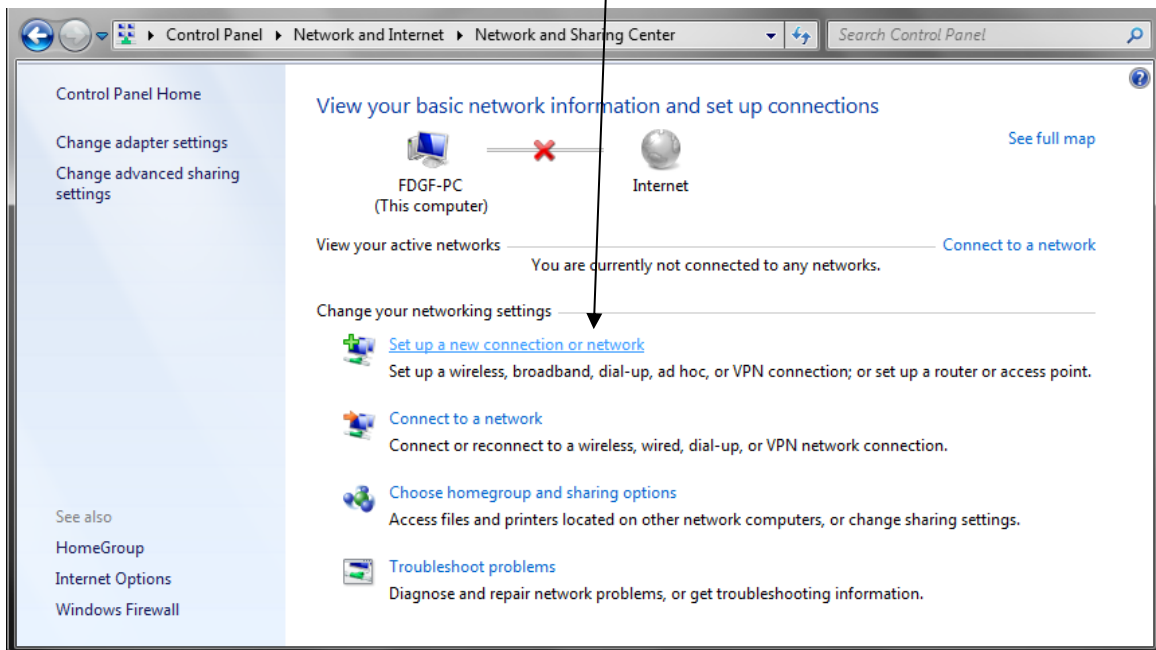 Control Panel Network and Internet Network and Sharing Center Search Control Panel
Control Panel Home
Change adapter settings
Change advanced sharing
settings
See also
HomeGroup
Internet Options
Windows Firewall
View your basic network information and set up connections
See full map
FDGF-PC
(This computer)
Internet
View your active networks
Connect to a network
You are currently not connected to any networks.
Change your networking settings
Set up a new connection or network
Set up a wireless, broadband, dial-up, ad hoc, or VPN connection; or set up a router or access point.
Connect to a network
Connect or reconnect to a wireless, wired, dial-up, or VPN network connection.
Choose homegroup and sharing options
Access files and printers located on other network computers, or change sharing settings.
Troubleshoot problems
Diagnose and repair network problems, or get troubleshooting information.